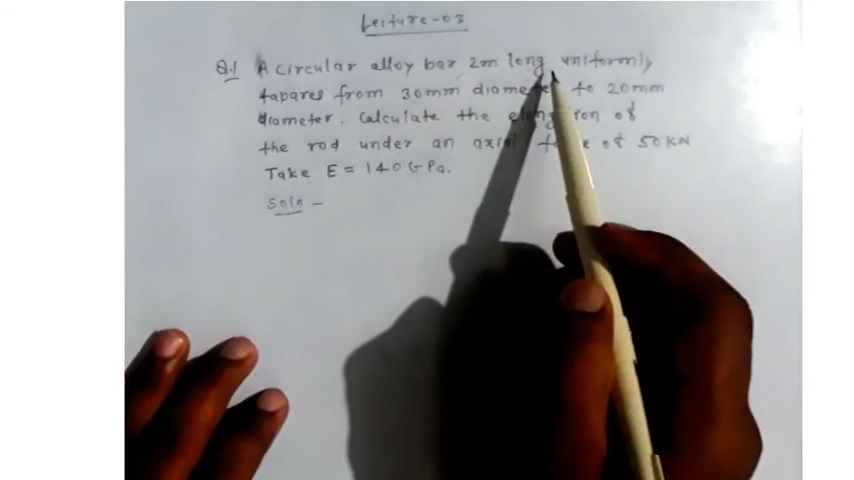 Lecture-03
Q.1 A circular alloy bar 2m long uniformly
tapares from 30mm diameter to 20mm
diameter. Calculate the of
the rod under an axial of 50KN
Take E = 140 GPa.
Soln -